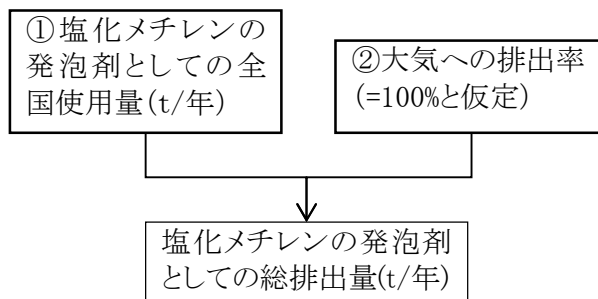 ①塩化メチレンの
発泡剤としての全
国使用量(t/年)
②大気への排出率
(=100%と仮定)
塩化メチレンの発泡剤
としての総排出量(t/年)